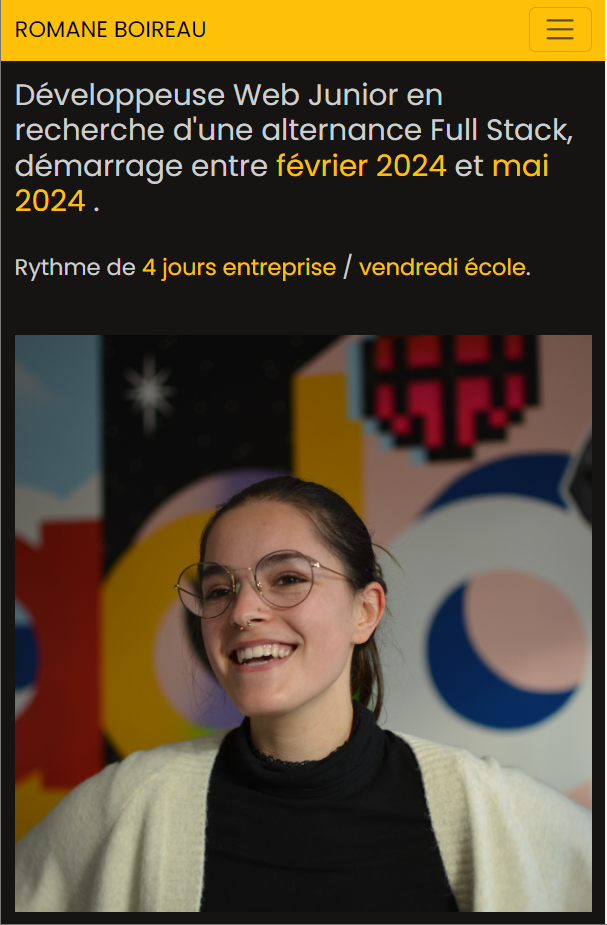 ROMANE BOIREAU
Développeuse Web Junior en
recherche d'une alternance Full Stack,
démarrage entre février 2024 et mai
2024 .
Rythme de 4 jours entreprise / vendredi école.